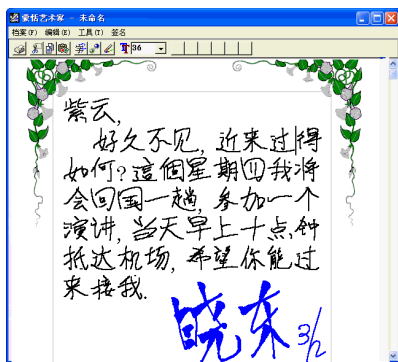 蒙恬艺术家 - 未命名
档案(F) 编辑(E) 工具(T) 签名
36
紫云,
好久不见, 近来过得
如何?這個星期四我将
会回国一趟, 参加一个
演讲, 当天早上十点钟
抵达机场, 希望你能过
来接我.
晓东 3/2